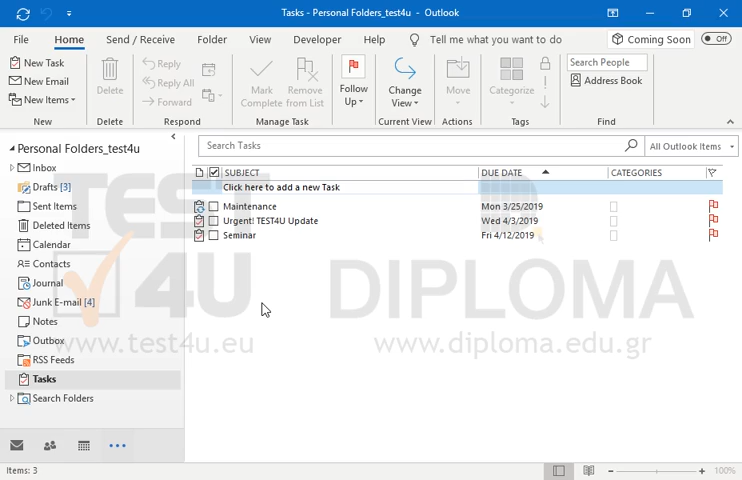 Tasks - Personal Folders_test4u - Outlook
File Home Send / Receive Folder View Developer Help Tell me what you want to do Coming Soon Off
New Task
New Email
New Items
New
Delete
Delete
Reply
Reply All
Forward
Respond
Mark Complete
Remove from List
Manage Task
Follow Up
Change View
Current View
Move
Actions
Categorize
Tags
Search People
Address Book
Find
Personal Folders_test4u
Inbox
Drafts [3]
Sent Items
Deleted Items
Calendar
Contacts
Journal
Junk E-mail [4]
Notes
Outbox
RSS Feeds
Tasks
Search Folders
Search Tasks
All Outlook Items
SUBJECT DUE DATE CATEGORIES
Click here to add a new Task
Maintenance Mon 3/25/2019
Urgent! TEST4U Update Wed 4/3/2019
Seminar Fri 4/12/2019
TEST
4U
www.test4u.eu
DIPLOMA
www.diploma.edu.gr
Items: 3
100%